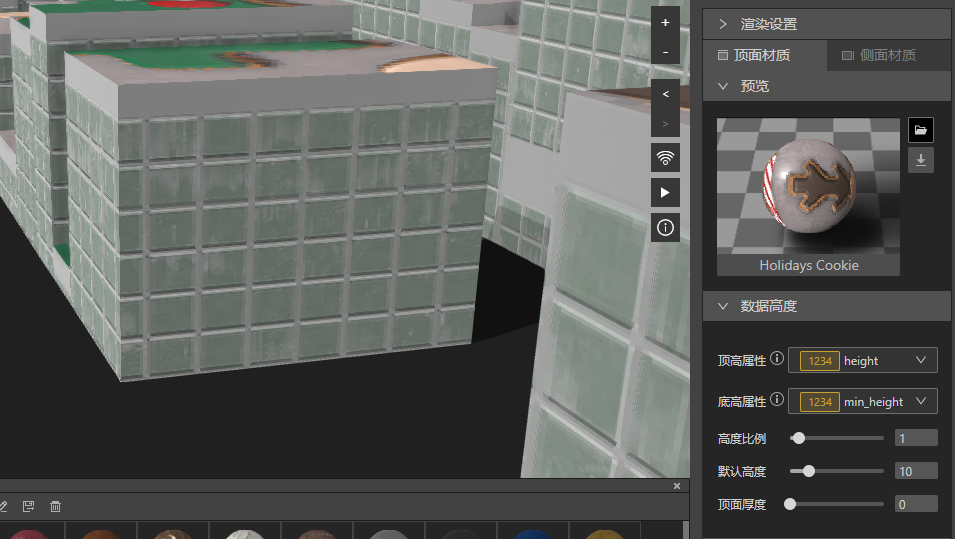 渲染设置
顶面材质
侧面材质
预览
Holidays Cookie
数据高度
顶高属性 1234 height
底高属性 1234 min_height
高度比例 1
默认高度 10
顶面厚度 0